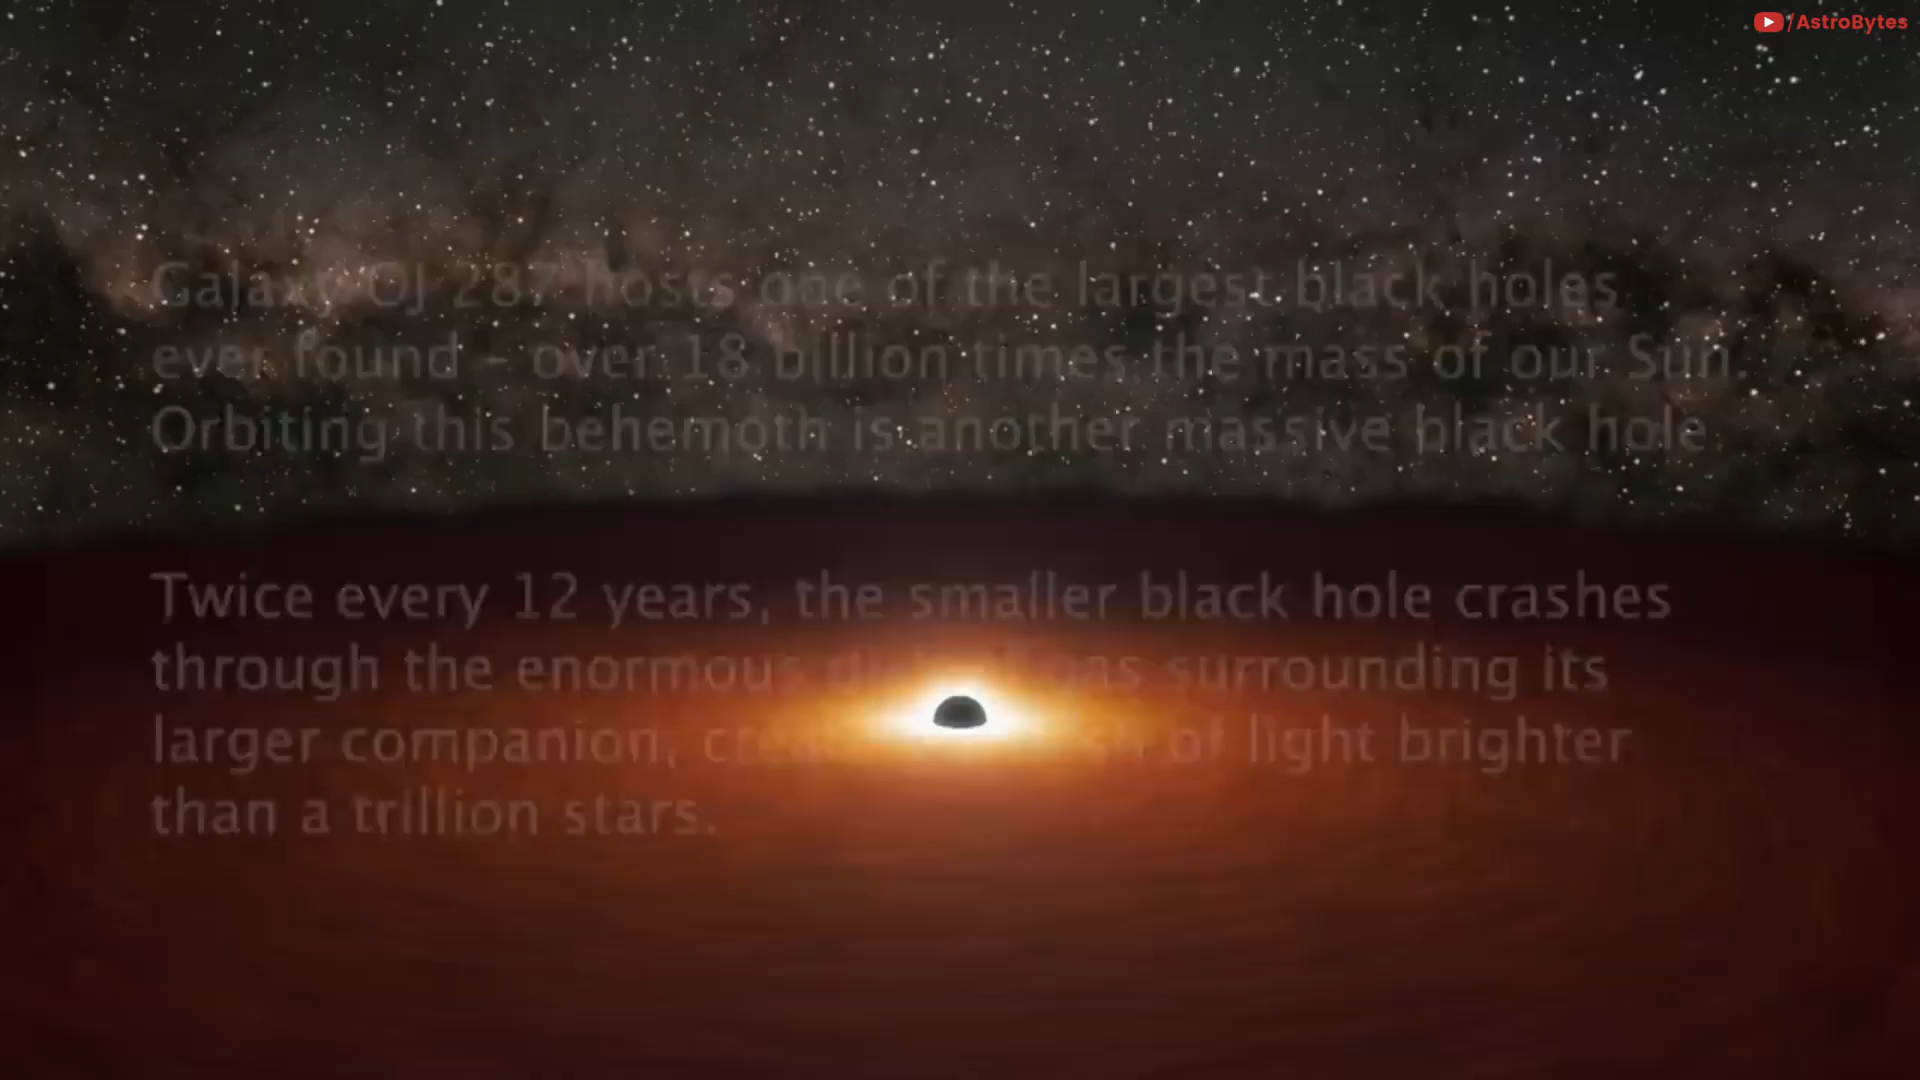 /AstroBytes
Galaxy OJ 287 hosts one of the largest black holes
ever found – over 18 billion times the mass of our Sun.
Orbiting this behemoth is another massive black hole
Twice every 12 years, the smaller black hole crashes
through the enormous surrounding its
larger companion, of light brighter
than a trillion stars.